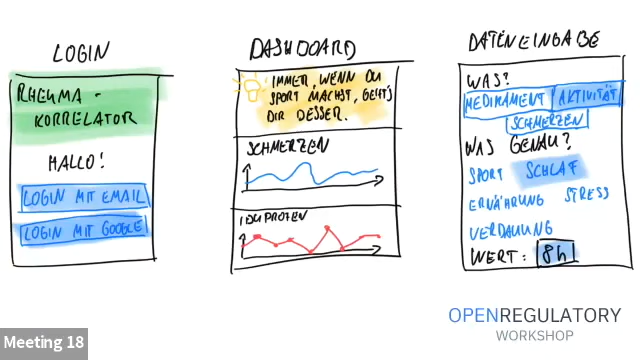 LOGIN
RHEUMA -
KORRELATOR
HALLO!
LOGIN MIT EMAIL
LOGIN MIT GOOGLE
DASHBOARD
IMMER, WENN DU
SPORT MACHST, GEHTS
DIR BESSER.
SCHMERZEN
IBUPROFEN
DATENEINGABE
WAS?
MEDIKAMENT AKTIVITÄT
SCHMERZEN
WAS GENAU?
SPORT SCHLAF
ERNÄHRUNG STRESS
VERDAUUNG
WERT: 8h
OPENREGULATORY
WORKSHOP
Meeting 18